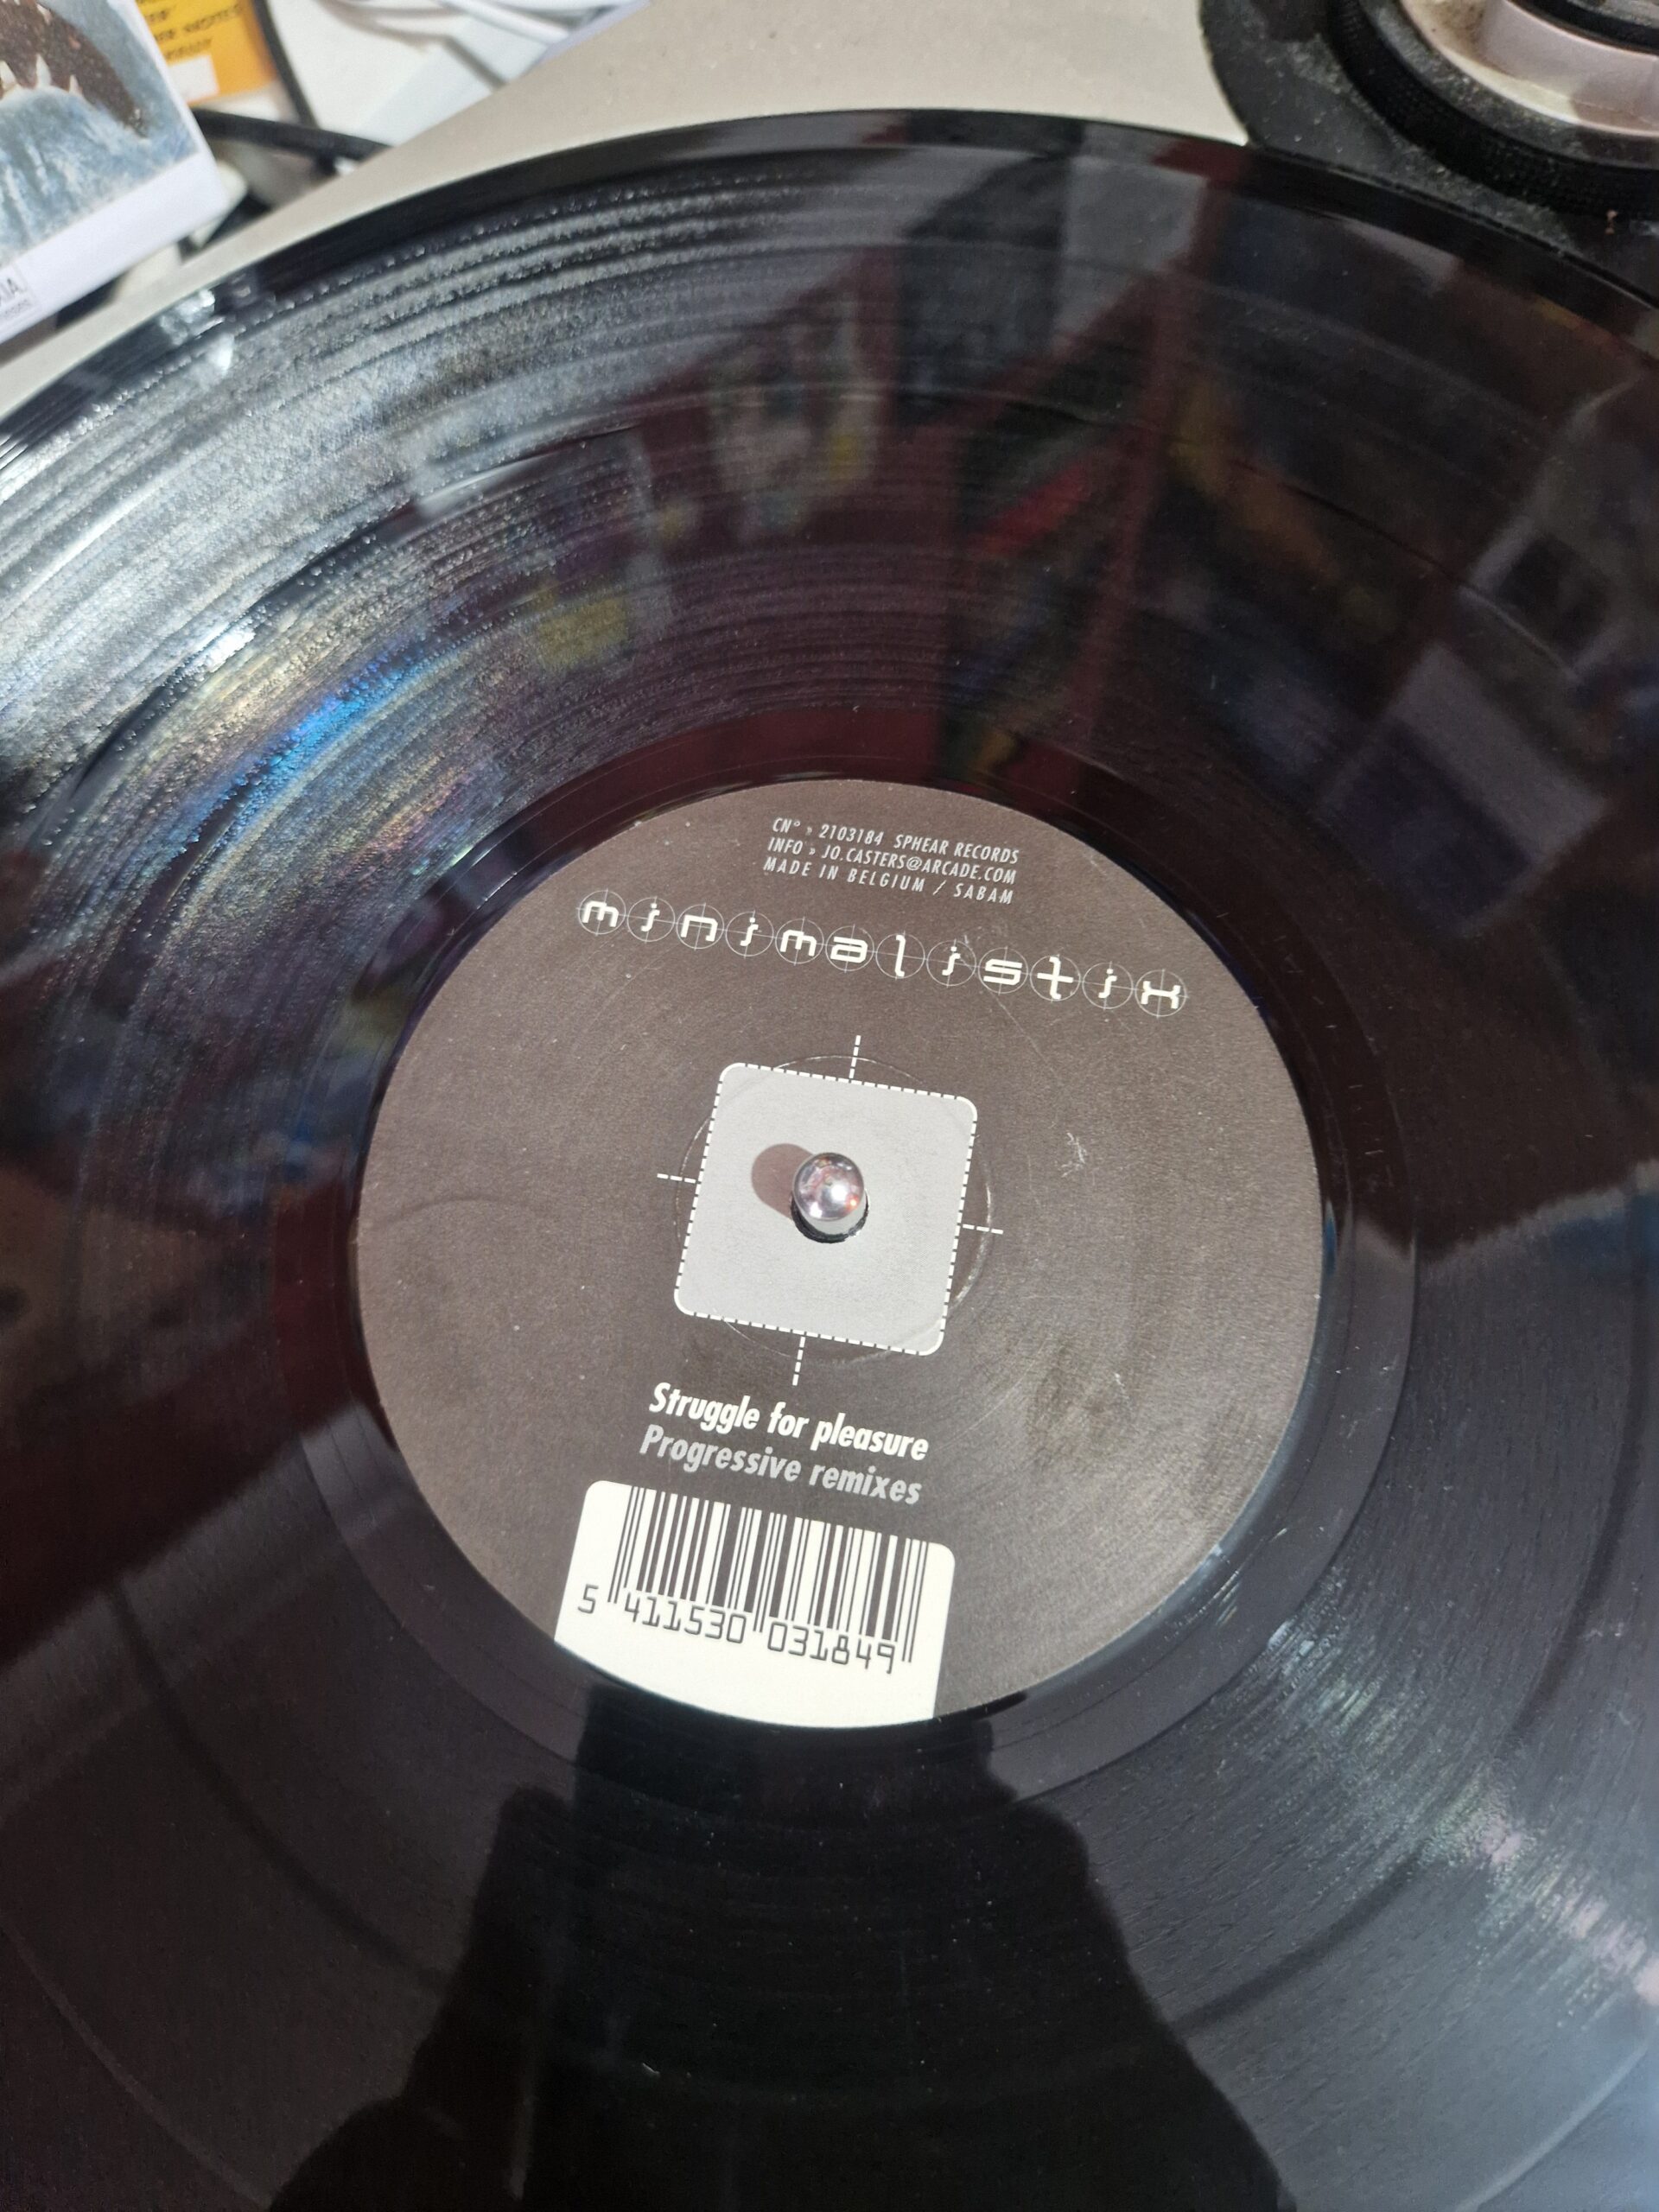 CN° » 2103184 SPHEAR RECORDS
INFO » JO.CASTERS@ARCADE.COM
MADE IN BELGIUM / SABAM
minimalistix
Struggle for pleasure
Progressive remixes
5 411530 031849